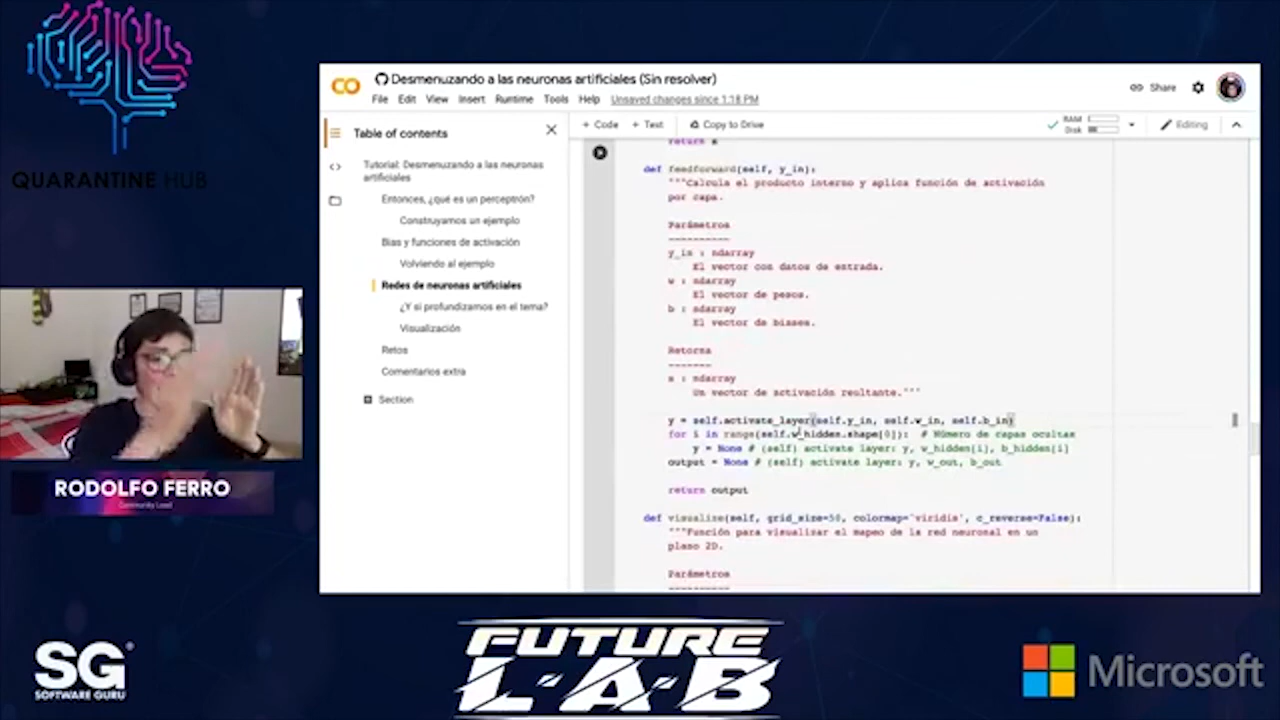 QUARANTINE HUB
RODOLFO FERRO
Community Lead
SG
SOFTWARE GURU
FUTURE
L·A·B
Microsoft
Desmenuzando a las neuronas artificiales (Sin resolver)
File Edit View Insert Runtime Tools Help Unsaved changes since 1:18 PM
Share
Table of contents
+ Code + Text Copy to Drive
RAM
Disk
Editing
Tutorial: Desmenuzando a las neuronas
artificiales
Entonces, ¿qué es un perceptrón?
Construyamos un ejemplo
Bias y funciones de activación
Volviendo al ejemplo
Redes de neuronas artificiales
¿Y si profundizamos en el tema?
Visualización
Retos
Comentarios extra
Section
def feedforward(self, y_in):
"""Calcula el producto interno y aplica función de activación
por capa.
Parámetros
----------
y_in : ndarray
El vector con datos de entrada.
w : ndarray
El vector de pesos.
b : ndarray
El vector de biases.
Retorna
-------
a : ndarray
Un vector de activación reultante."""
y = self.activate_layer(self.y_in, self.w_in, self.b_in)
for i in range(self.w_hidden.shape[0]): # Número de capas ocultas
y = None # (self) activate layer: y, w_hidden[i], b_hidden[i]
output = None # (self) activate layer: y, w_out, b_out
return output
def visualize(self, grid_size=50, colormap='viridis', c_reverse=False):
"""Función para visualizar el mapeo de la red neuronal en un
plano 2D.
Parámetros